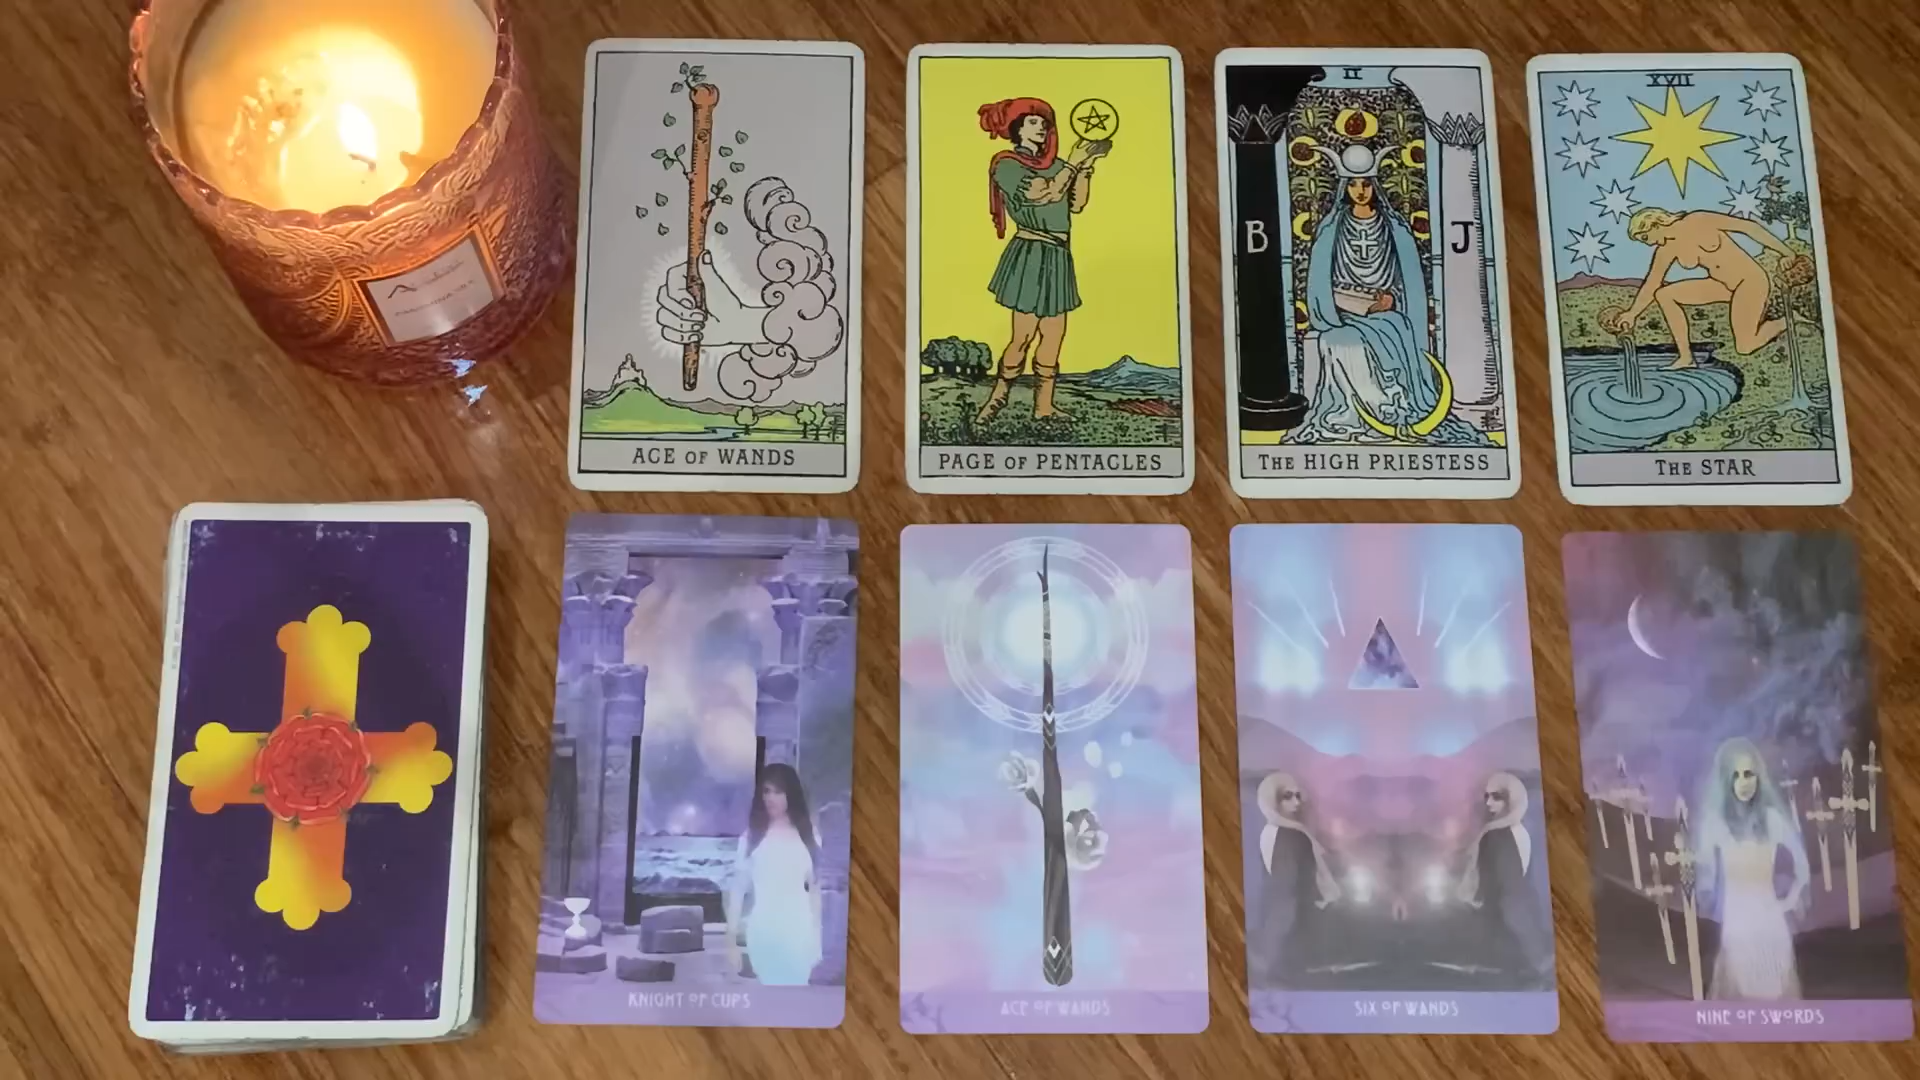 ACE OF WANDS
PAGE OF PENTACLES
II
B
J
THE HIGH PRIESTESS
XVII
THE STAR
KNIGHT OF CUPS
ACE OF WANDS
SIX OF WANDS
NINE OF SWORDS